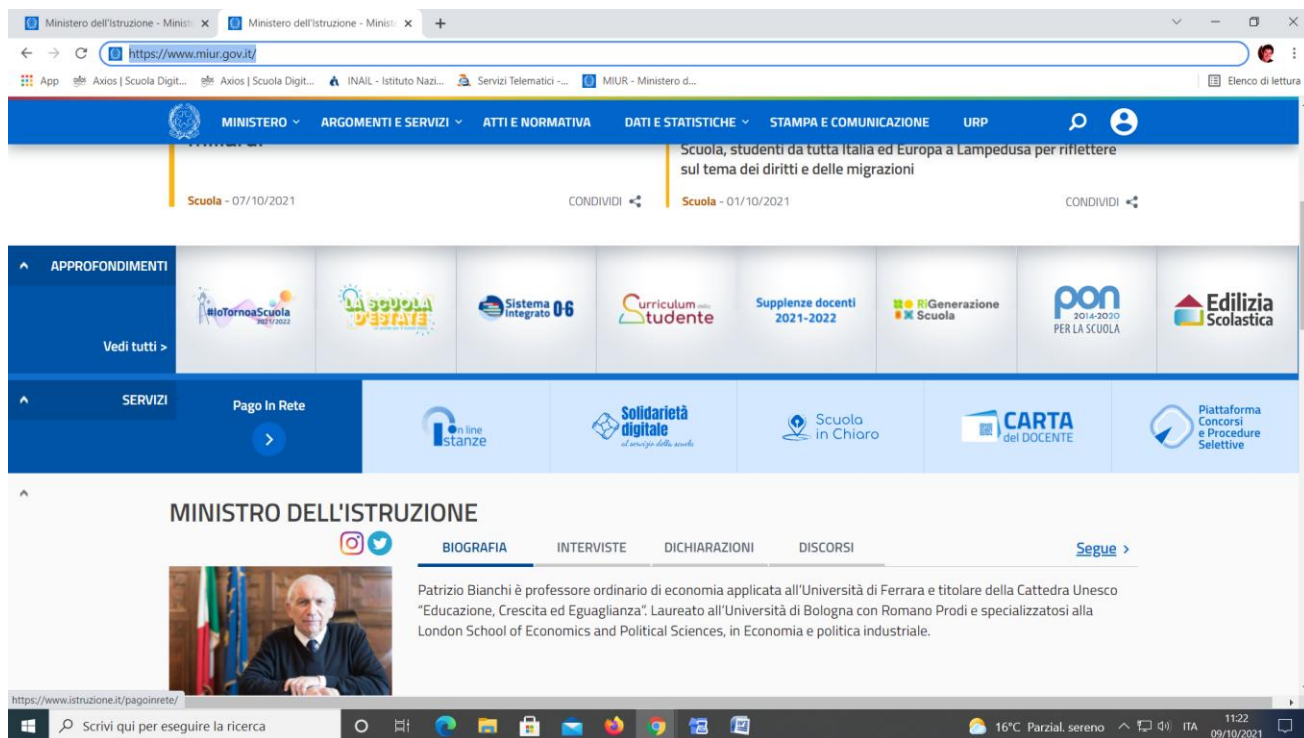 Ministero dell'Istruzione - Minist
Ministero dell'Istruzione - Minist
https://www.miur.gov.it/
App
Axios | Scuola Digit...
Axios | Scuola Digit...
INAIL - Istituto Nazi...
Servizi Telematici -...
MIUR - Ministero d...
Elenco di lettura
MINISTERO
ARGOMENTI E SERVIZI
ATTI E NORMATIVA
DATI E STATISTICHE
STAMPA E COMUNICAZIONE
URP
Scuola, studenti da tutta Italia ed Europa a Lampedusa per riflettere
sul tema dei diritti e delle migrazioni
Scuola - 07/10/2021
CONDIVIDI
Scuola - 01/10/2021
CONDIVIDI
APPROFONDIMENTI
Vedi tutti >
#IoTornoaScuola
2021/2022
LA SCUOLA
D'ESTATE
Sistema 0-6
Integrato
Curriculum dello
Studente
Supplenze docenti
2021-2022
RiGenerazione
Scuola
pon
2014-2020
PER LA SCUOLA
Edilizia
Scolastica
SERVIZI
Pago In Rete
On line
Istanze
Solidarietà
digitale
al servizio della scuola
Scuola
in Chiaro
CARTA
del DOCENTE
Piattaforma
Concorsi
e Procedure
Selettive
MINISTRO DELL'ISTRUZIONE
BIOGRAFIA
INTERVISTE
DICHIARAZIONI
DISCORSI
Segue >
Patrizio Bianchi è professore ordinario di economia applicata all'Università di Ferrara e titolare della Cattedra Unesco
“Educazione, Crescita ed Eguaglianza”. Laureato all'Università di Bologna con Romano Prodi e specializzatosi alla
London School of Economics and Political Sciences, in Economia e politica industriale.
https://www.istruzione.it/pagoinrete/
Scrivi qui per eseguire la ricerca
16°C Parzial. sereno
ITA
11:22
09/10/2021